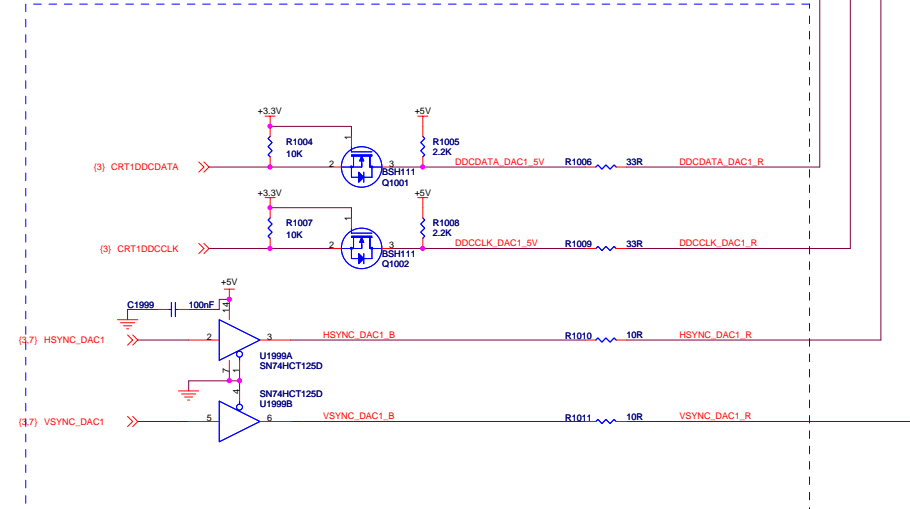 +3.3V
+5V
1
R1004
10K
R1005
2.2K
{3} CRT1DDCDATA
2
3
BSH111
Q1001
DDCDATA_DAC1_5V
R1006
33R
DDCDATA_DAC1_R
+3.3V
+5V
1
R1007
10K
R1008
2.2K
{3} CRT1DDCCLK
2
3
BSH111
Q1002
DDCCLK_DAC1_5V
R1009
33R
DDCCLK_DAC1_R
+5V
C1999
100nF
14
{3,7} HSYNC_DAC1
2
3
HSYNC_DAC1_B
R1010
10R
HSYNC_DAC1_R
U1999A
SN74HCT125D
7
1
4
SN74HCT125D
U1999B
{3,7} VSYNC_DAC1
5
6
VSYNC_DAC1_B
R1011
10R
VSYNC_DAC1_R